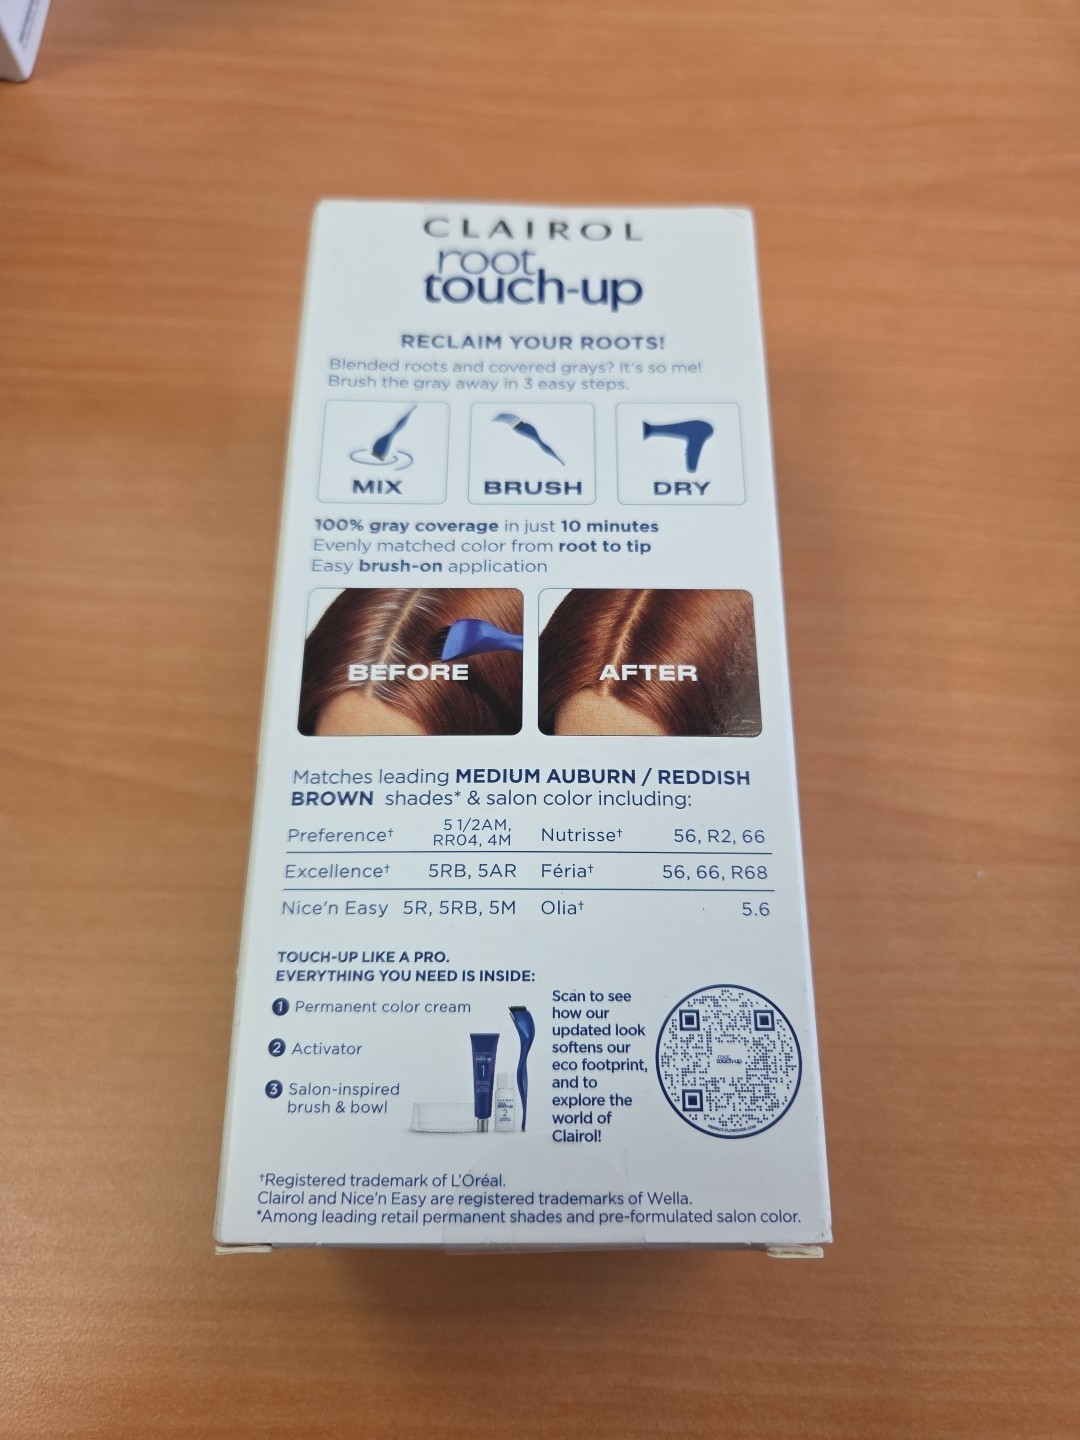 CLAIROL
root
touch-up
RECLAIM YOUR ROOTS!
Blended roots and covered grays? It's so me!
Brush the gray away in 3 easy steps.
MIX
BRUSH
DRY
100% gray coverage in just 10 minutes
Evenly matched color from root to tip
Easy brush-on application
BEFORE
AFTER
Matches leading MEDIUM AUBURN / REDDISH
BROWN shades* & salon color including:
Preference† 5 1/2AM, RR04, 4M Nutrisse† 56, R2, 66
Excellence† 5RB, 5AR Féria† 56, 66, R68
Nice'n Easy 5R, 5RB, 5M Olia† 5.6
TOUCH-UP LIKE A PRO.
EVERYTHING YOU NEED IS INSIDE:
1 Permanent color cream
2 Activator
3 Salon-inspired
brush & bowl
1
CLAIROL
2
Scan to see
how our
updated look
softens our
eco footprint,
and to
explore the
world of
Clairol!
root
touch-up
†Registered trademark of L'Oréal.
Clairol and Nice'n Easy are registered trademarks of Wella.
*Among leading retail permanent shades and pre-formulated salon color.